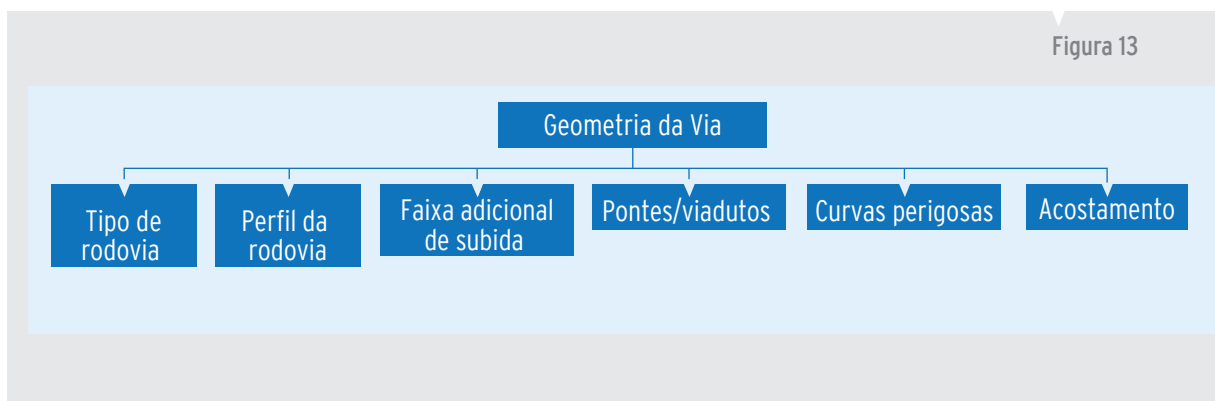 Figura 13
Geometria da Via
Tipo de
rodovia
Perfil da
rodovia
Faixa adicional
de subida
Pontes/viadutos
Curvas perigosas
Acostamento